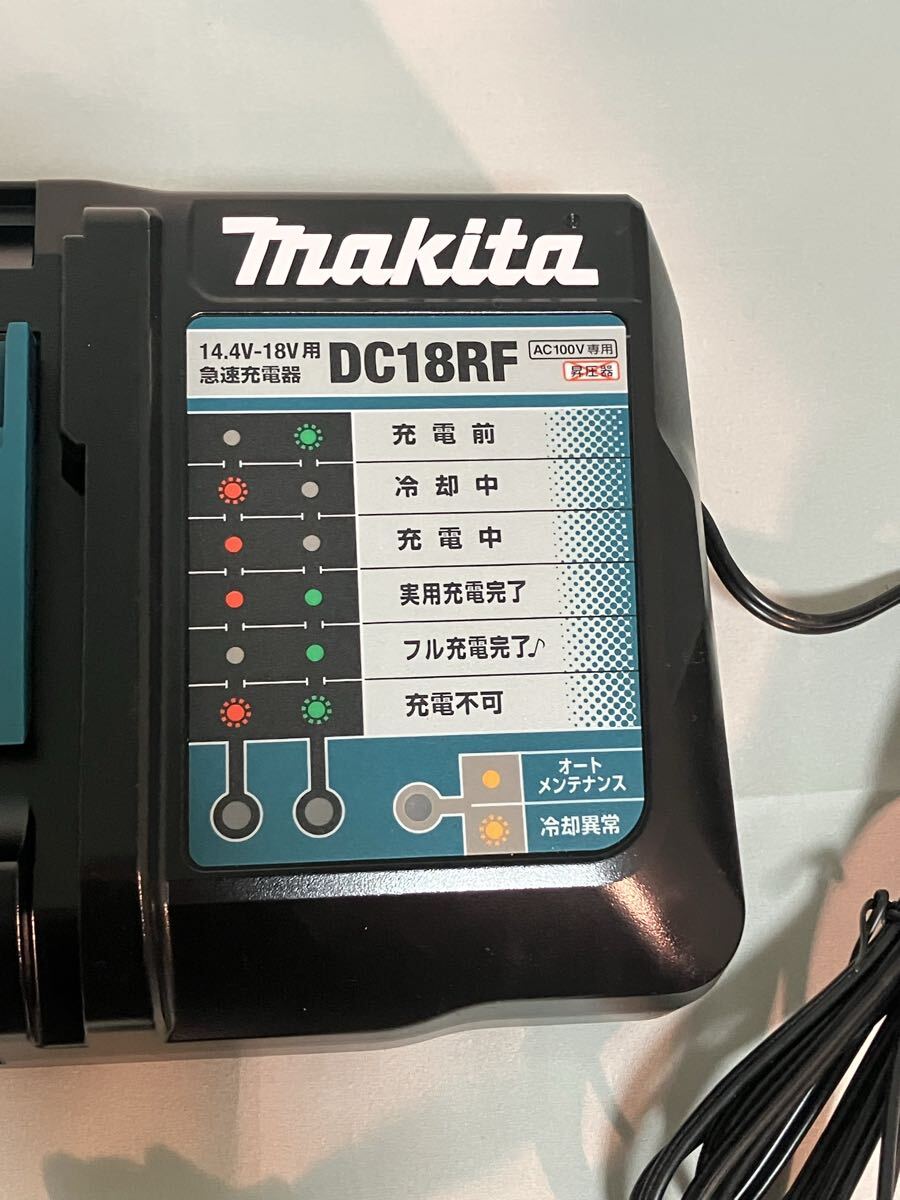 makita
14.4V-18V用
急速充電器
DC18RF
AC100V専用
昇圧器
充電前
冷却中
充電中
実用充電完了
フル充電完了♪
充電不可
オート
メンテナンス
冷却異常